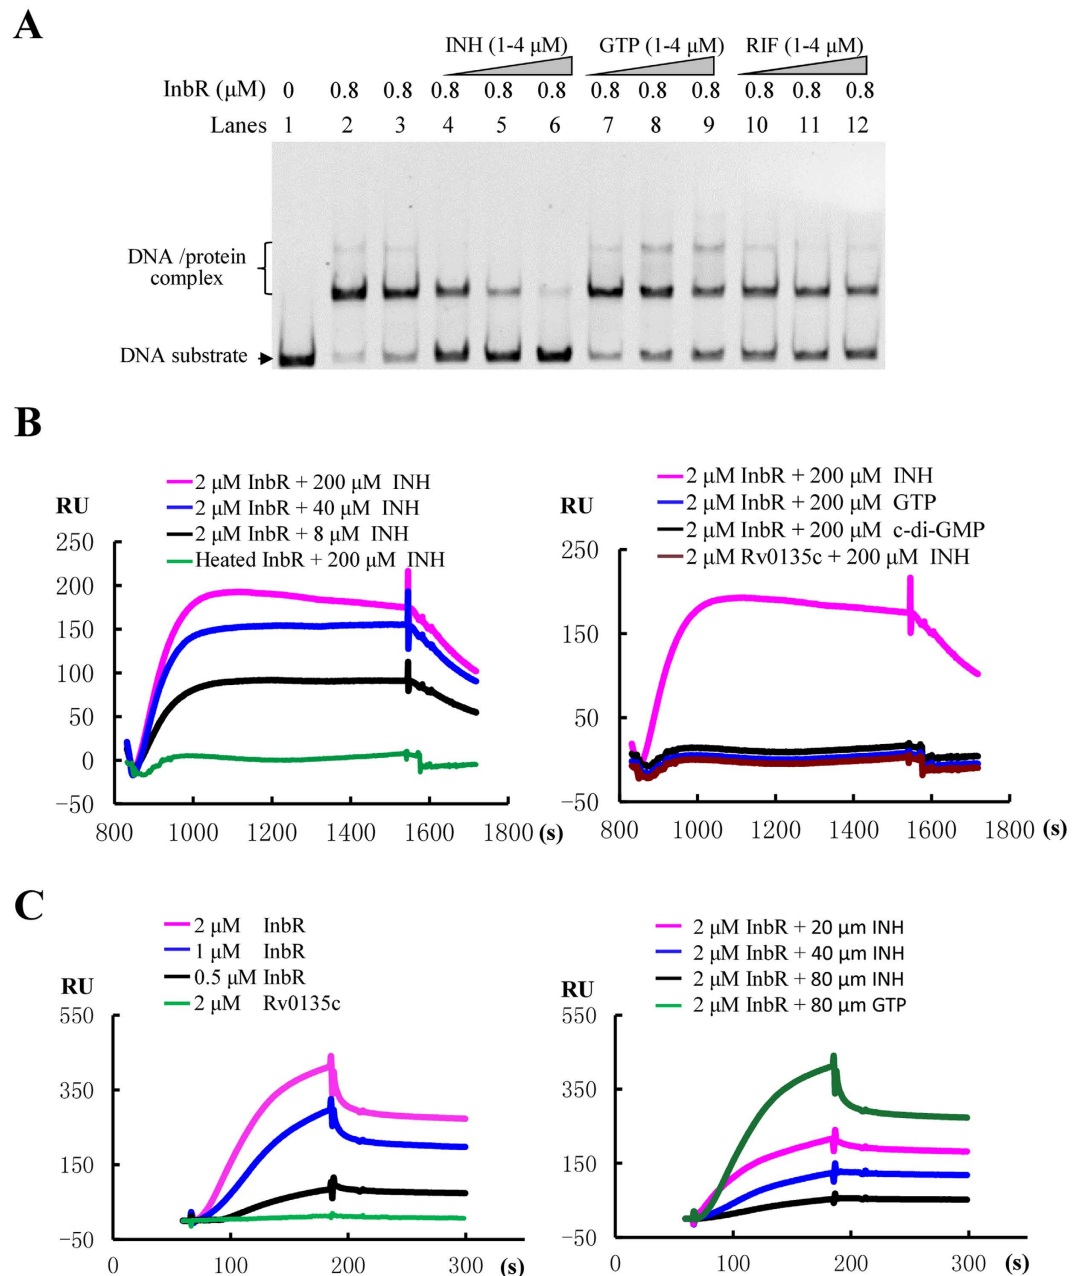 A
INH (1-4 μM) GTP (1-4 μM) RIF (1-4 μM)
InbR (μM) 0 0.8 0.8 0.8 0.8 0.8 0.8 0.8 0.8 0.8 0.8 0.8
Lanes 1 2 3 4 5 6 7 8 9 10 11 12
DNA /protein
complex
DNA substrate
B
2 μM InbR + 200 μM INH
2 μM InbR + 40 μM INH
2 μM InbR + 8 μM INH
Heated InbR + 200 μM INH
RU
250
200
150
100
50
0
−50
800 1000 1200 1400 1600 1800 (s)
2 μM InbR + 200 μM INH
2 μM InbR + 200 μM GTP
2 μM InbR + 200 μM c-di-GMP
2 μM Rv0135c + 200 μM INH
RU
250
150
50
−50
800 1000 1200 1400 1600 1800 (s)
C
2 μM InbR
1 μM InbR
0.5 μM InbR
2 μM Rv0135c
RU
550
350
150
−50
0 100 200 300 (s)
2 μM InbR + 20 μm INH
2 μM InbR + 40 μm INH
2 μM InbR + 80 μm INH
2 μM InbR + 80 μm GTP
RU
550
350
150
−50
0 100 200 300 (s)